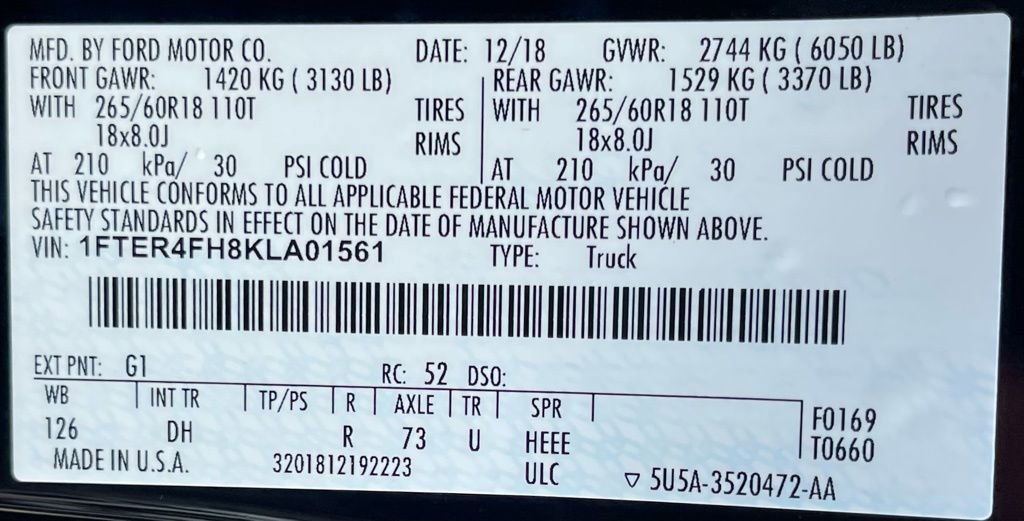 MFD. BY FORD MOTOR CO. DATE: 12/18 GVWR: 2744 KG ( 6050 LB)
FRONT GAWR: 1420 KG ( 3130 LB) REAR GAWR: 1529 KG ( 3370 LB)
WITH 265/60R18 110T TIRES WITH 265/60R18 110T TIRES
18x8.0J RIMS 18x8.0J RIMS
AT 210 kPa/ 30 PSI COLD AT 210 kPa/ 30 PSI COLD
THIS VEHICLE CONFORMS TO ALL APPLICABLE FEDERAL MOTOR VEHICLE
SAFETY STANDARDS IN EFFECT ON THE DATE OF MANUFACTURE SHOWN ABOVE.
VIN: 1FTER4FH8KLA01561 TYPE: Truck
EXT PNT: G1 RC: 52 DSO:
WB INT TR TP/PS R AXLE TR SPR F0169
126 DH R 73 U HEEE T0660
MADE IN U.S.A. 3201812192223 ULC ▽ 5U5A-3520472-AA